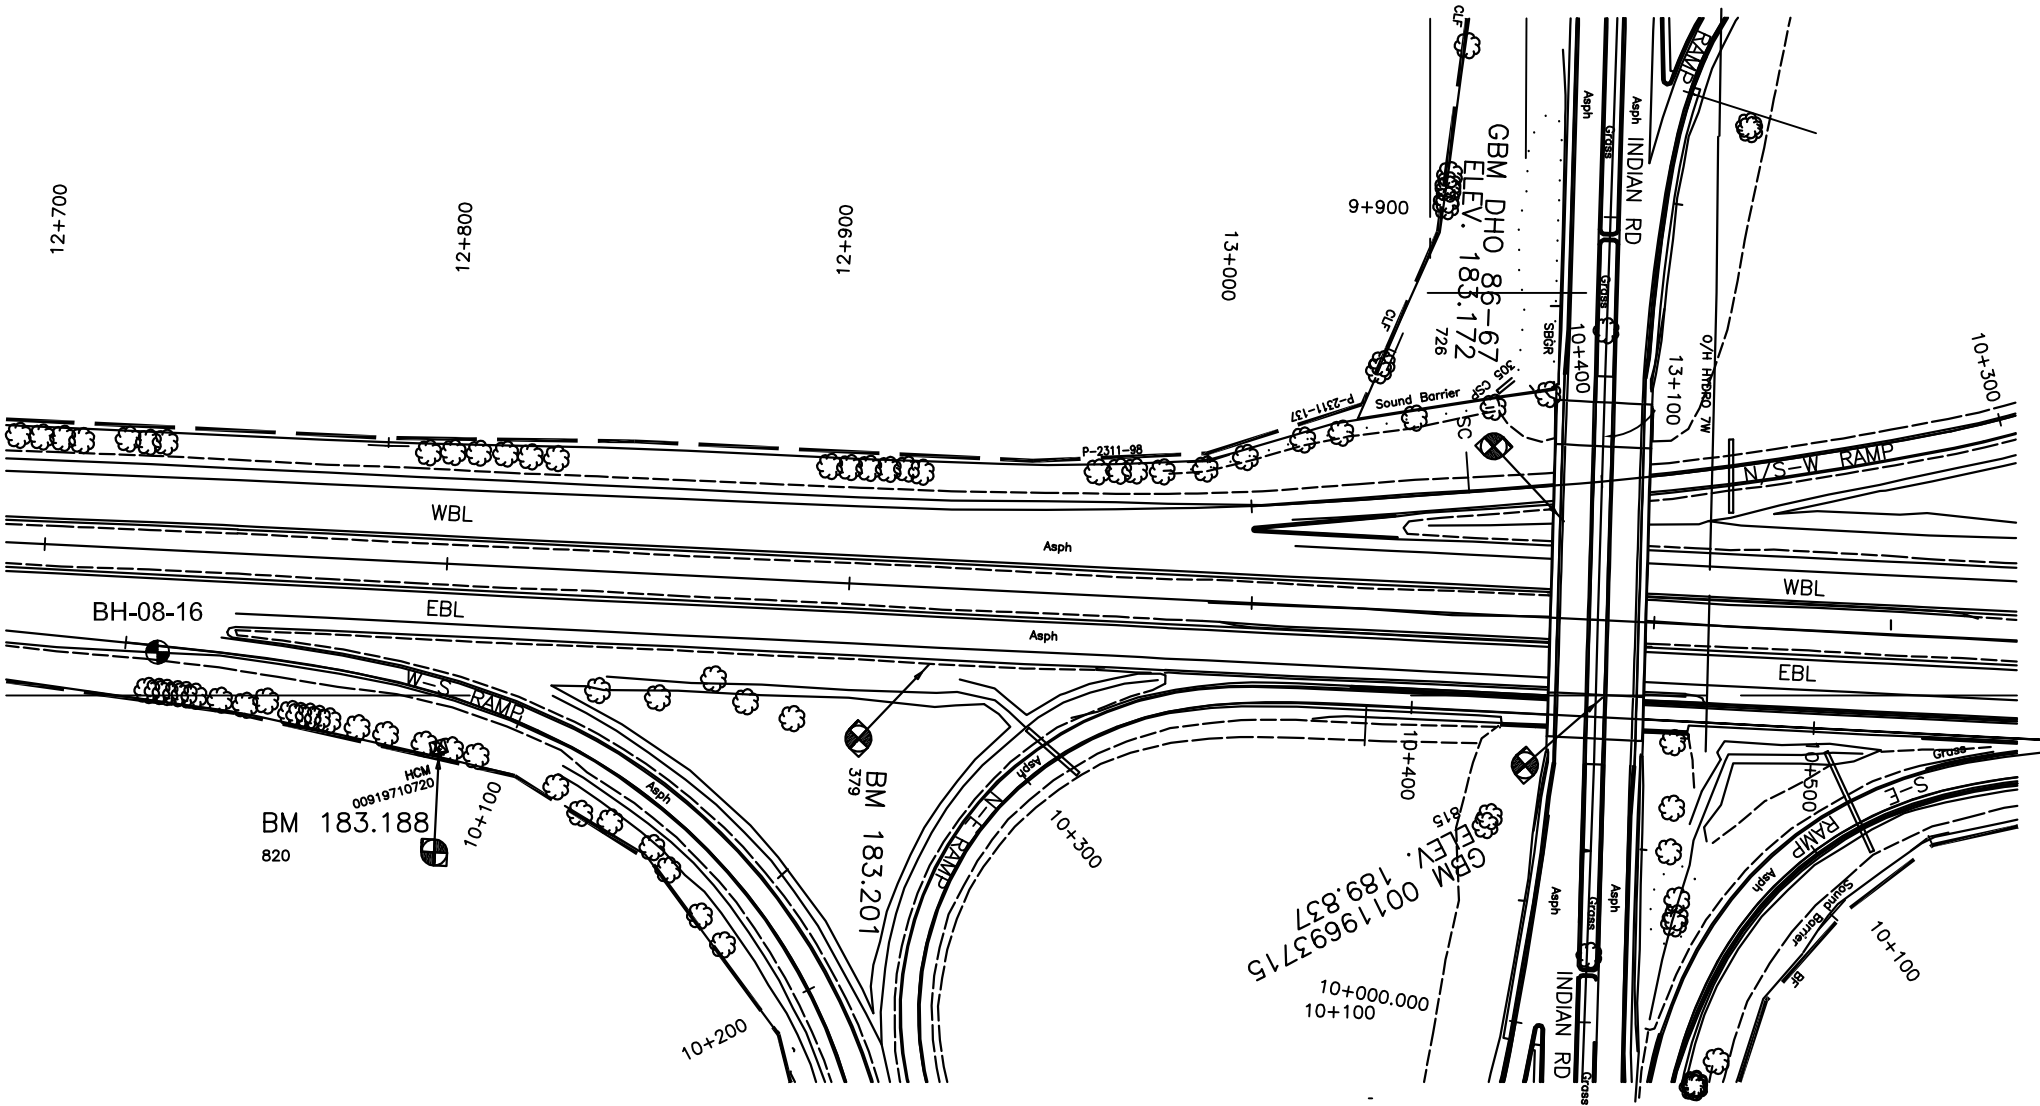 12+700
12+800
12+900
13+000
CLF
9+900
GBM DHO 86-67
ELEV. 183.172
726
Asph
Grass
Asph
INDIAN RD
RAMP
Grass
CLF
SBGR
10+400
13+100
O/H HYDRO 7W
10+300
305
CSP
Sound Barrier
P-2311-137
P-2311-98
SC
N/S-W RAMP
WBL
Asph
WBL
BH-08-16
EBL
Asph
EBL
W-S RAMP
HCM
00919710720
BM 183.188
820
10+100
Asph
BM 183.201
379
Asph
N-E RAMP
10+300
10+400
10+500
Grass
S-E
RAMP
Asph
815
GBM 00119693715
ELEV. 189.837
Asph
Asph
Grass
Sound Barrier
BF
10+100
10+000.000
10+100
INDIAN RD
Grass
10+200